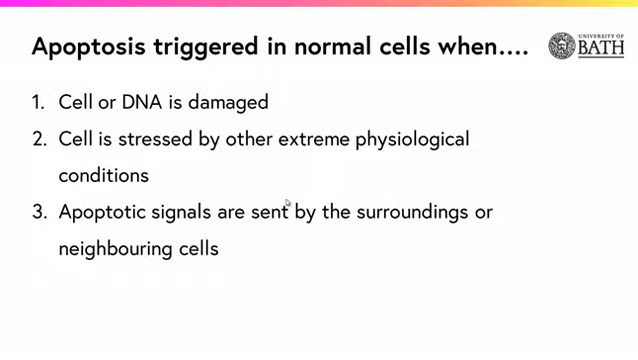 Apoptosis triggered in normal cells when....
UNIVERSITY OF
BATH
1. Cell or DNA is damaged
2. Cell is stressed by other extreme physiological
conditions
3. Apoptotic signals are sent by the surroundings or
neighbouring cells